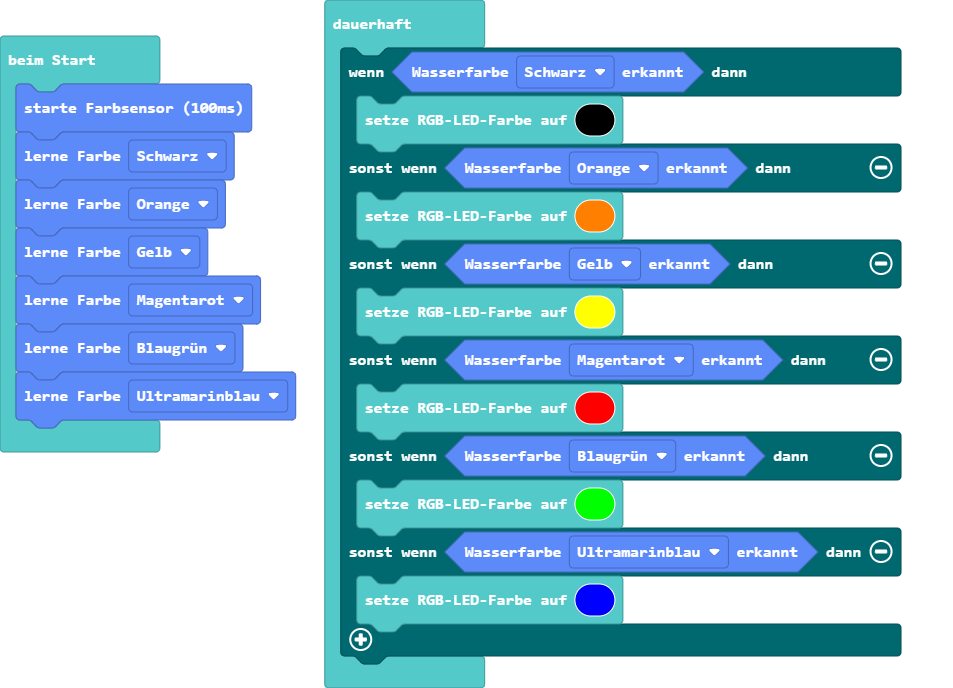 beim Start
starte Farbsensor (100ms)
lerne Farbe Schwarz
lerne Farbe Orange
lerne Farbe Gelb
lerne Farbe Magentarot
lerne Farbe Blaugrün
lerne Farbe Ultramarinblau
dauerhaft
wenn Wasserfarbe Schwarz erkannt dann
setze RGB-LED-Farbe auf
sonst wenn Wasserfarbe Orange erkannt dann
setze RGB-LED-Farbe auf
sonst wenn Wasserfarbe Gelb erkannt dann
setze RGB-LED-Farbe auf
sonst wenn Wasserfarbe Magentarot erkannt dann
setze RGB-LED-Farbe auf
sonst wenn Wasserfarbe Blaugrün erkannt dann
setze RGB-LED-Farbe auf
sonst wenn Wasserfarbe Ultramarinblau erkannt dann
setze RGB-LED-Farbe auf